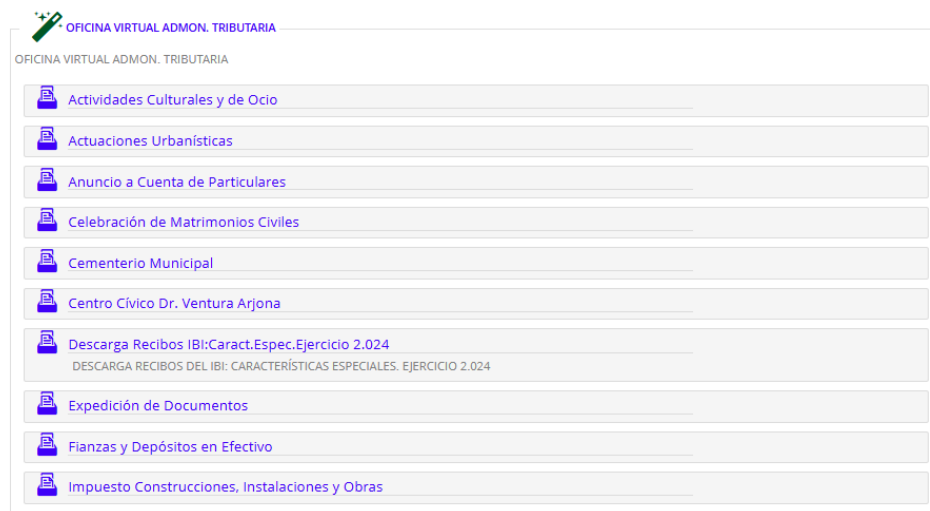 OFICINA VIRTUAL ADMON. TRIBUTARIA
OFICINA VIRTUAL ADMON. TRIBUTARIA
Actividades Culturales y de Ocio
Actuaciones Urbanísticas
Anuncio a Cuenta de Particulares
Celebración de Matrimonios Civiles
Cementerio Municipal
Centro Cívico Dr. Ventura Arjona
Descarga Recibos IBI:Caract.Espec.Ejercicio 2.024
DESCARGA RECIBOS DEL IBI: CARACTERÍSTICAS ESPECIALES. EJERCICIO 2.024
Expedición de Documentos
Fianzas y Depósitos en Efectivo
Impuesto Construcciones, Instalaciones y Obras